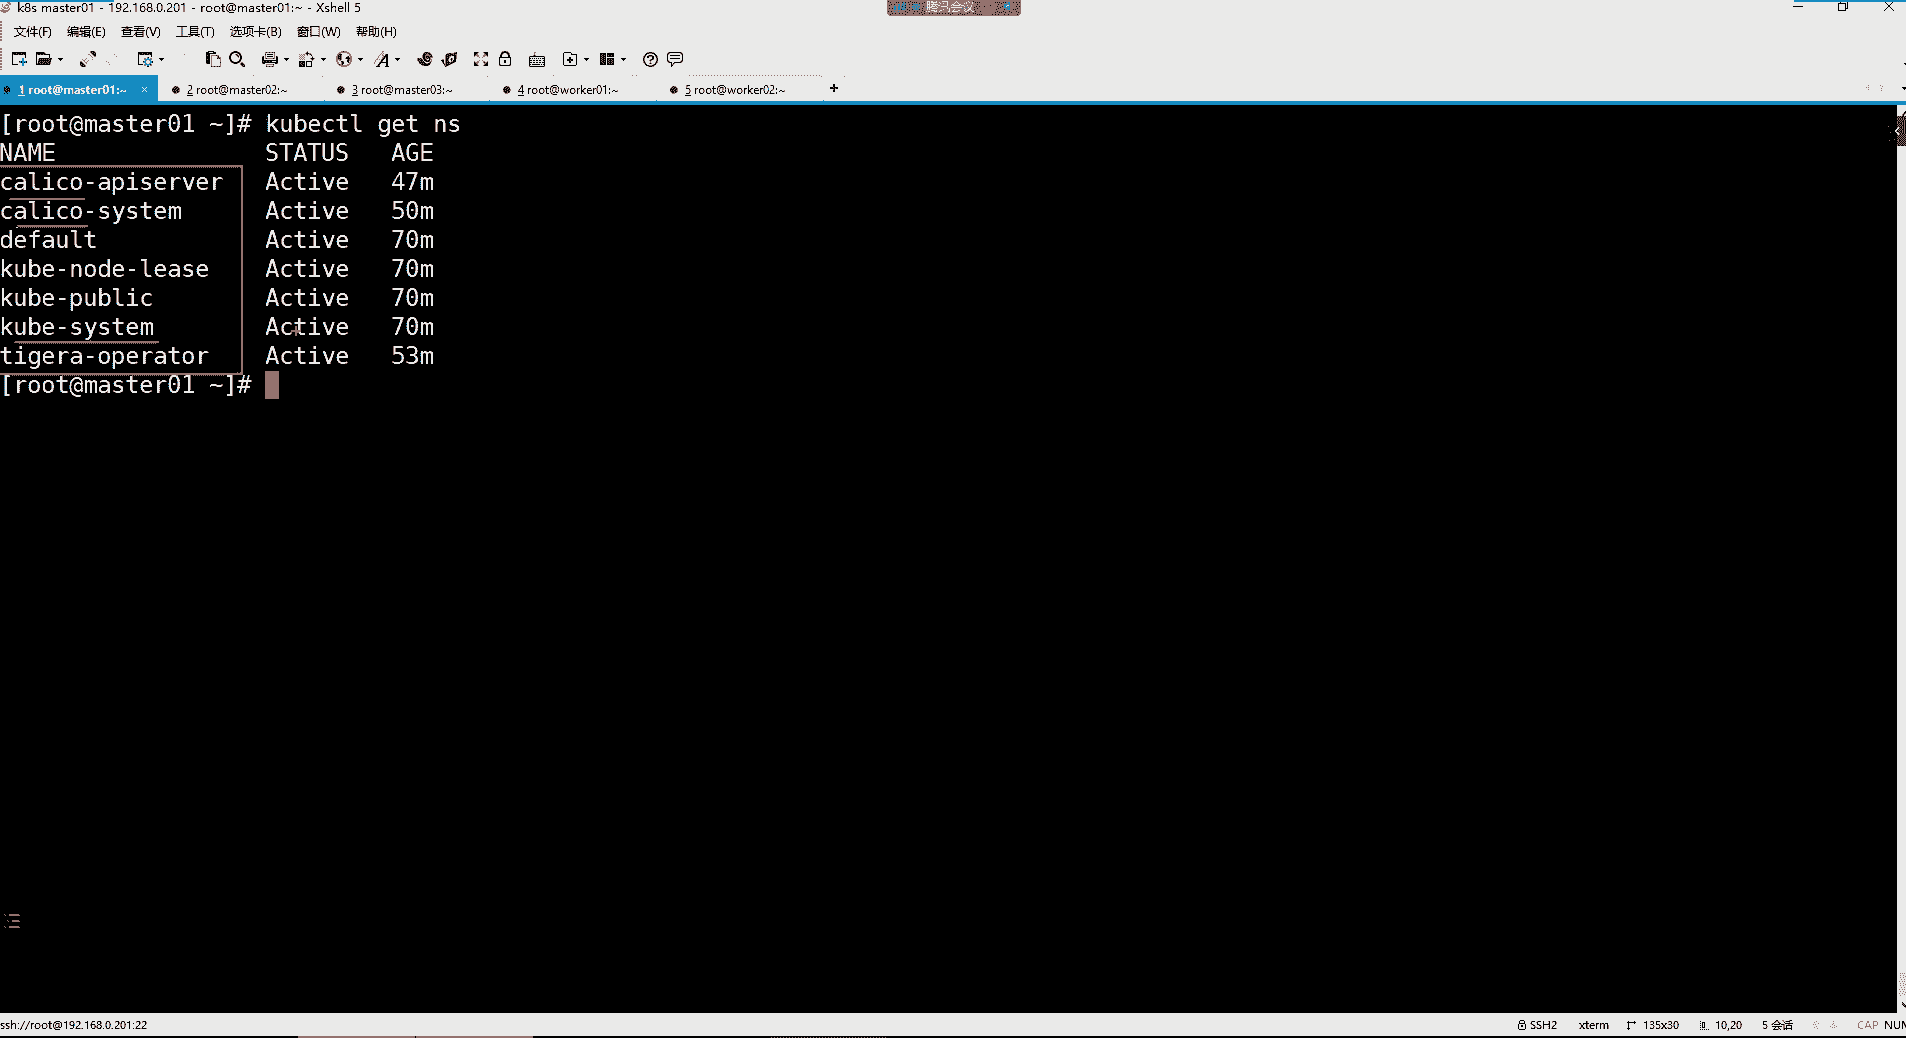 k8s master01 - 192.168.0.201 - root@master01:~ - Xshell 5
腾讯会议
文件(F) 编辑(E) 查看(V) 工具(T) 选项卡(B) 窗口(W) 帮助(H)
1 root@master01:~ × 2 root@master02:~ 3 root@master03:~ 4 root@worker01:~ 5 root@worker02:~ +
[root@master01 ~]# kubectl get ns
NAME STATUS AGE
calico-apiserver Active 47m
calico-system Active 50m
default Active 70m
kube-node-lease Active 70m
kube-public Active 70m
kube-system Active 70m
tigera-operator Active 53m
[root@master01 ~]#
ssh://root@192.168.0.201:22 SSH2 xterm 135x30 10,20 5 会话 CAP NUM